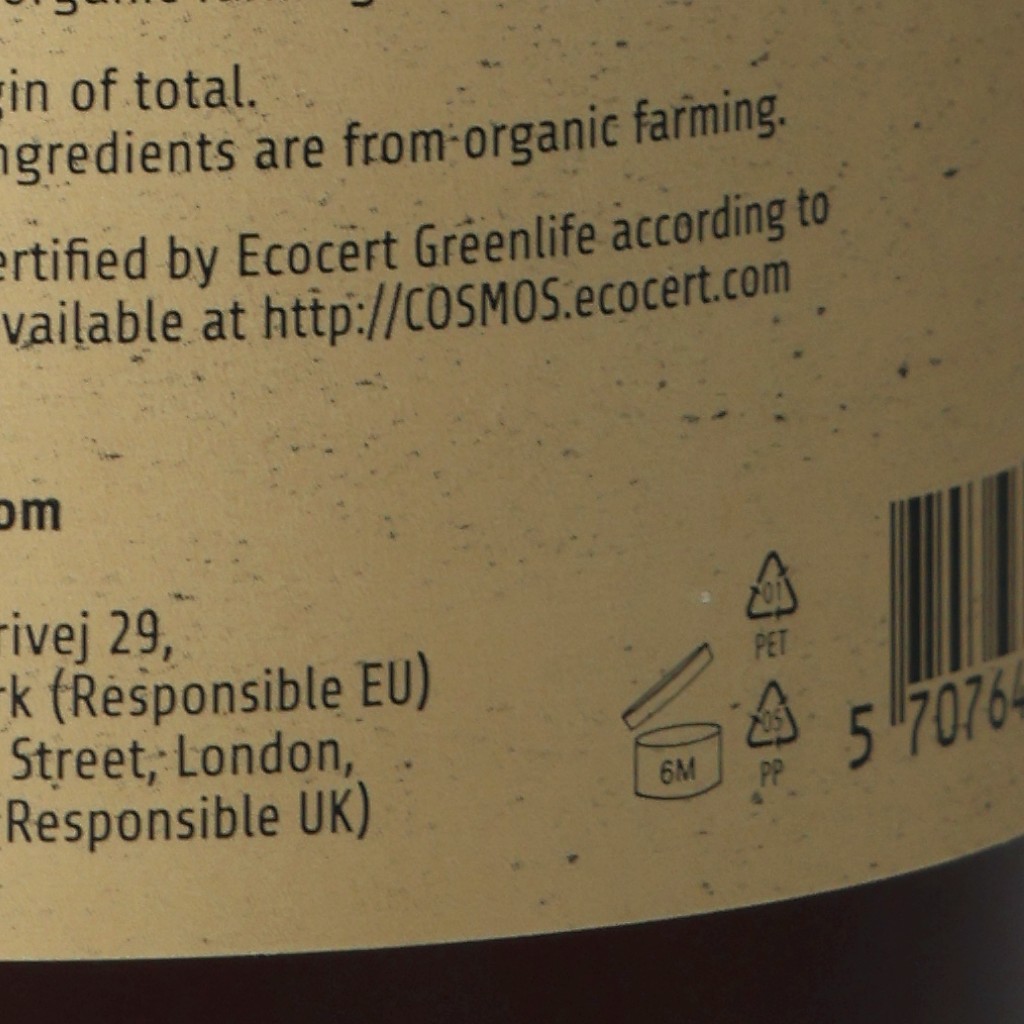 gin of total.
ngredients are from organic farming.
ertified by Ecocert Greenlife according to
vailable at http://COSMOS.ecocert.com
om
rivej 29,
rk (Responsible EU)
Street, London,
(Responsible UK)
01
PET
05
PP
6M
5 70764